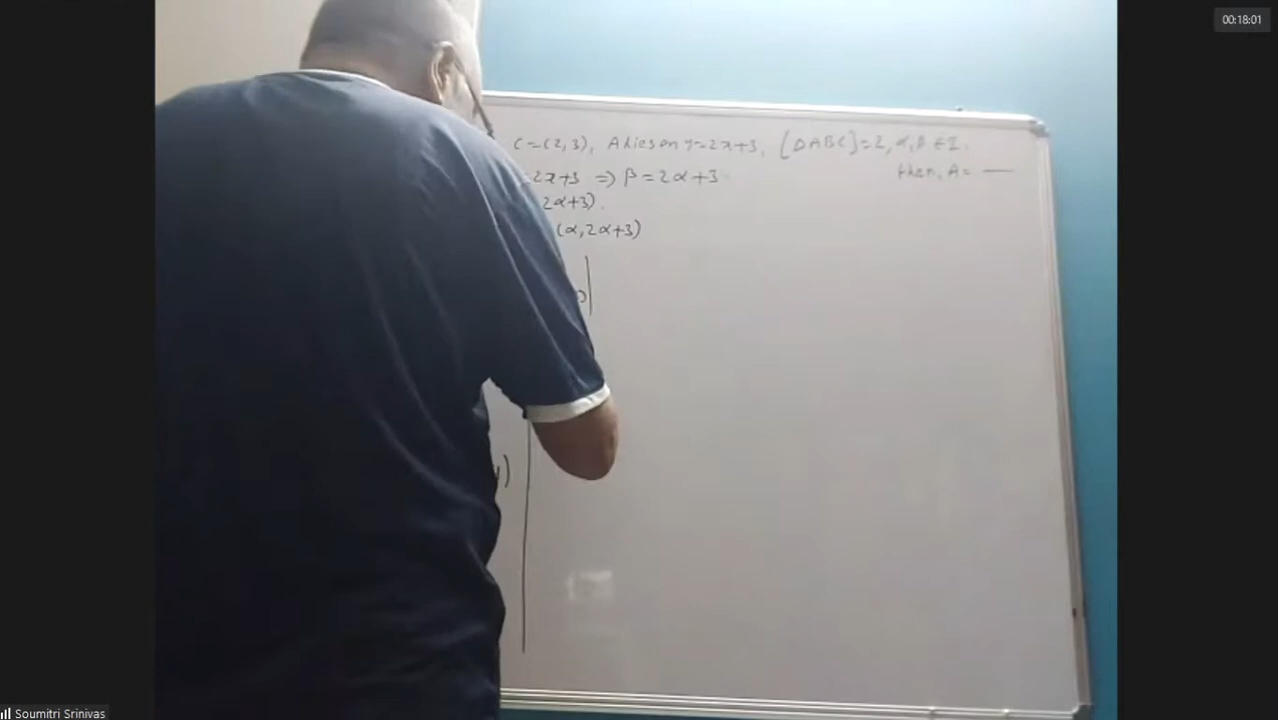 00:18:01
C=(2,3), A lies on y=2x+3, [ΔABC]=2, α,β ∈ I.
then, A= —
2x+3 ⇒ β=2α+3
2α+3).
(α,2α+3)
Soumitri Srinivas